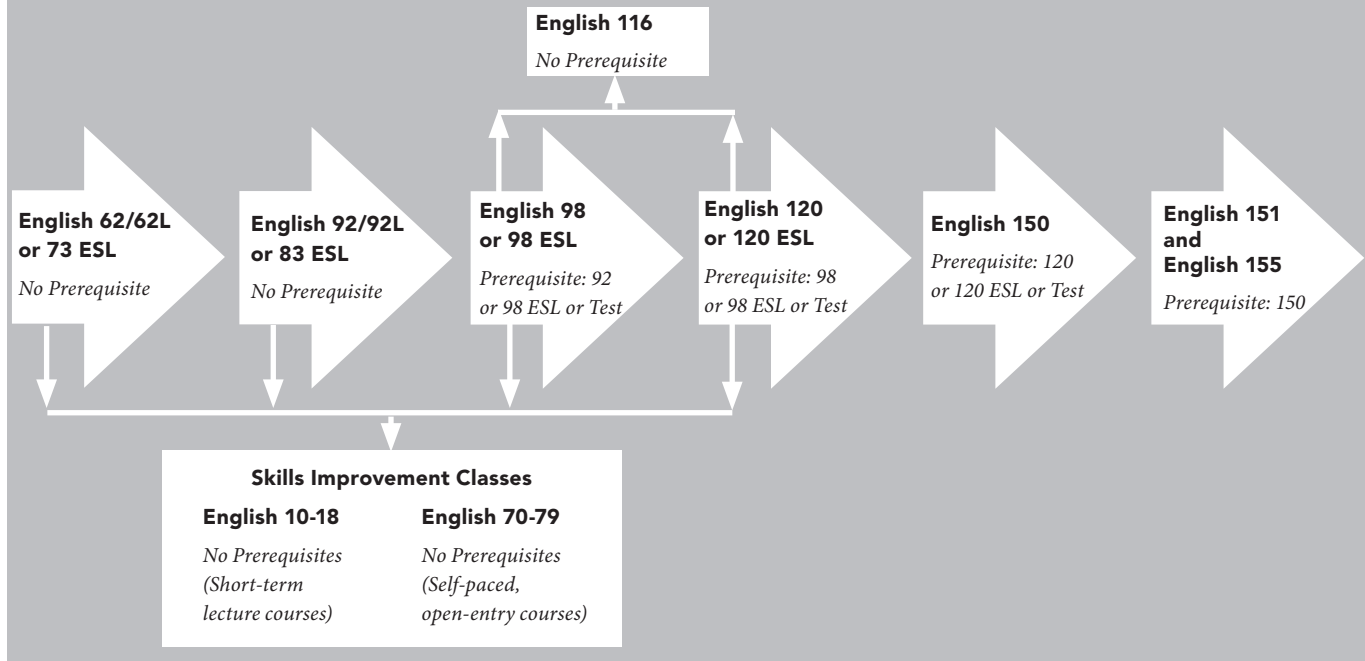 English 116
No Prerequisite
English 62/62L
or 73 ESL
No Prerequisite
English 92/92L
or 83 ESL
No Prerequisite
English 98
or 98 ESL
Prerequisite: 92
or 98 ESL or Test
English 120
or 120 ESL
Prerequisite: 98
or 98 ESL or Test
English 150
Prerequisite: 120
or 120 ESL or Test
English 151
and
English 155
Prerequisite: 150
Skills Improvement Classes
English 10-18
No Prerequisites
(Short-term
lecture courses)
English 70-79
No Prerequisites
(Self-paced,
open-entry courses)